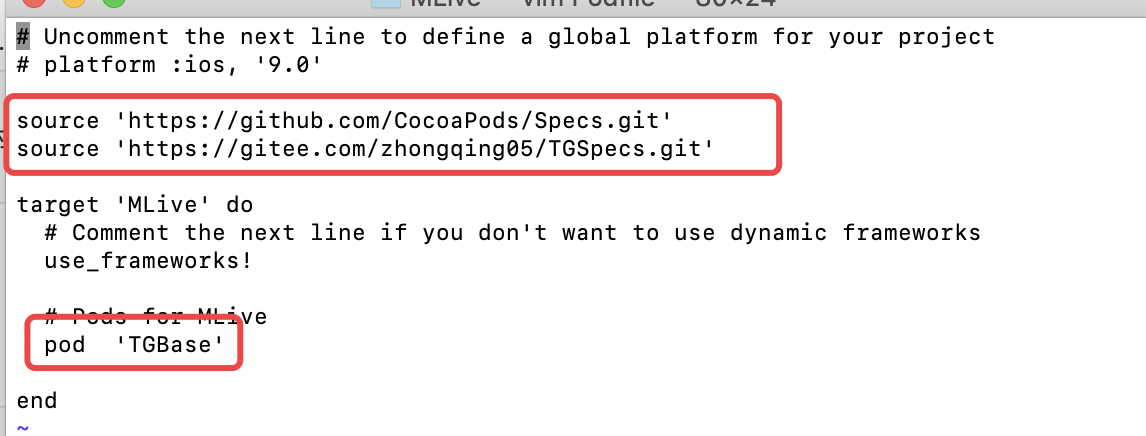 MLive — vim Podfile — 80×24
# Uncomment the next line to define a global platform for your project
# platform :ios, '9.0'
source 'https://github.com/CocoaPods/Specs.git'
source 'https://gitee.com/zhongqing05/TGSpecs.git'
target 'MLive' do
  # Comment the next line if you don't want to use dynamic frameworks
  use_frameworks!
  # Pods for MLive
  pod  'TGBase'
end
~